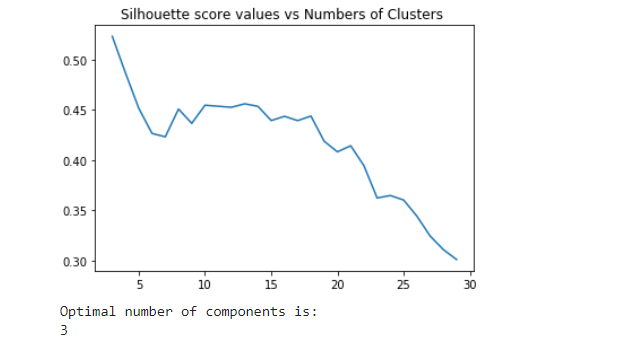 Silhouette score values vs Numbers of Clusters
0.50
0.45
0.40
0.35
0.30
5 10 15 20 25 30
Optimal number of components is:
3